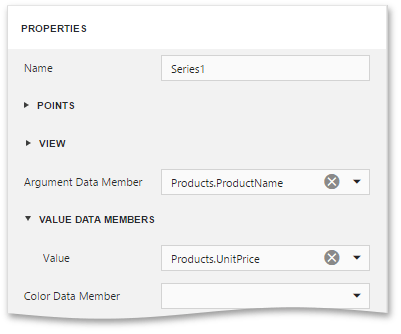 PROPERTIES
Name Series1
POINTS
VIEW
Argument Data Member Products.ProductName
VALUE DATA MEMBERS
Value Products.UnitPrice
Color Data Member